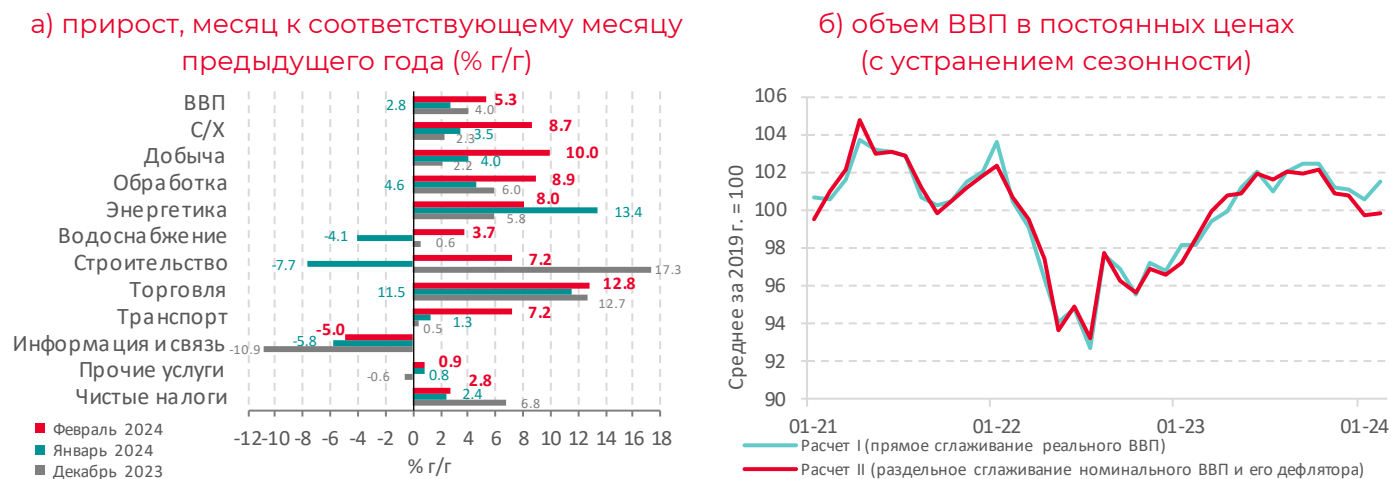 а) прирост, месяц к соответствующему месяцу
предыдущего года (% г/г)
ВВП
2.8
5.3
4.0
С/Х
8.7
3.5
2.3
Добыча
10.0
4.0
2.2
Обработка
4.6
8.9
6.0
Энергетика
8.0
13.4
5.8
Водоснабжение
-4.1
3.7
0.6
Строительство
-7.7
7.2
17.3
Торговля
11.5
12.8
12.7
Транспорт
7.2
1.3
0.5
Информация и связь
-5.0
-5.8
-10.9
Прочие услуги
0.9
0.8
-0.6
Чистые налоги
2.8
2.4
6.8
-12 -10 -8 -6 -4 -2 0 2 4 6 8 10 12 14 16 18
% г/г
Февраль 2024
Январь 2024
Декабрь 2023
б) объем ВВП в постоянных ценах
(с устранением сезонности)
Среднее за 2019 г. = 100
106
104
102
100
98
96
94
92
90
01-21 01-22 01-23 01-24
Расчет I (прямое сглаживание реального ВВП)
Расчет II (раздельное сглаживание номинального ВВП и его дефлятора)